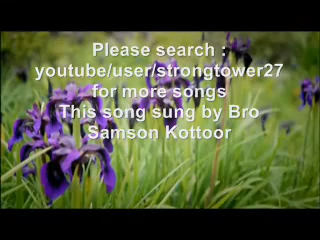 Please search :
youtube/user/strongtower27
for more songs
This song sung by Bro
Samson Kottoor